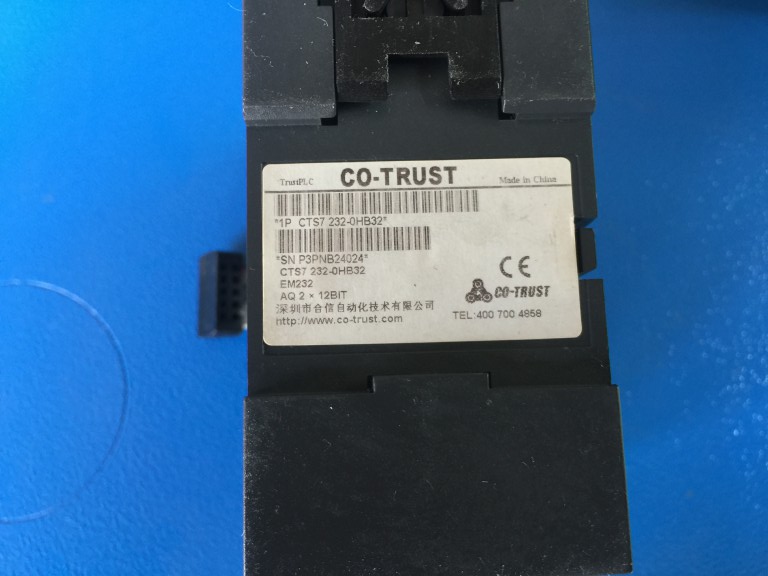 TrustPLC CO-TRUST Made in China
*1P CTS7 232-0HB32*
*SN P3PNB24024*
CTS7 232-0HB32
EM232
AQ 2 × 12BIT
深圳市合信自动化技术有限公司
http://www.co-trust.com
CE
CO-TRUST
TEL:400 700 4858